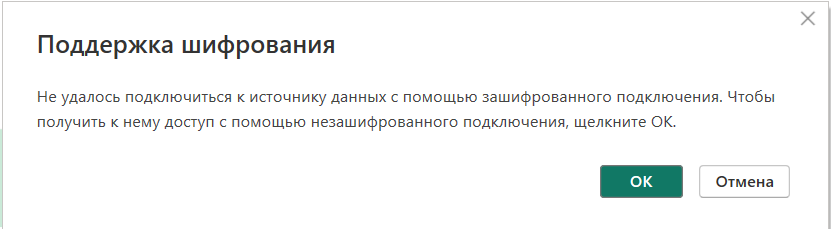 Поддержка шифрования
Не удалось подключиться к источнику данных с помощью зашифрованного подключения. Чтобы
получить к нему доступ с помощью незашифрованного подключения, щелкните ОК.
ОК
Отмена